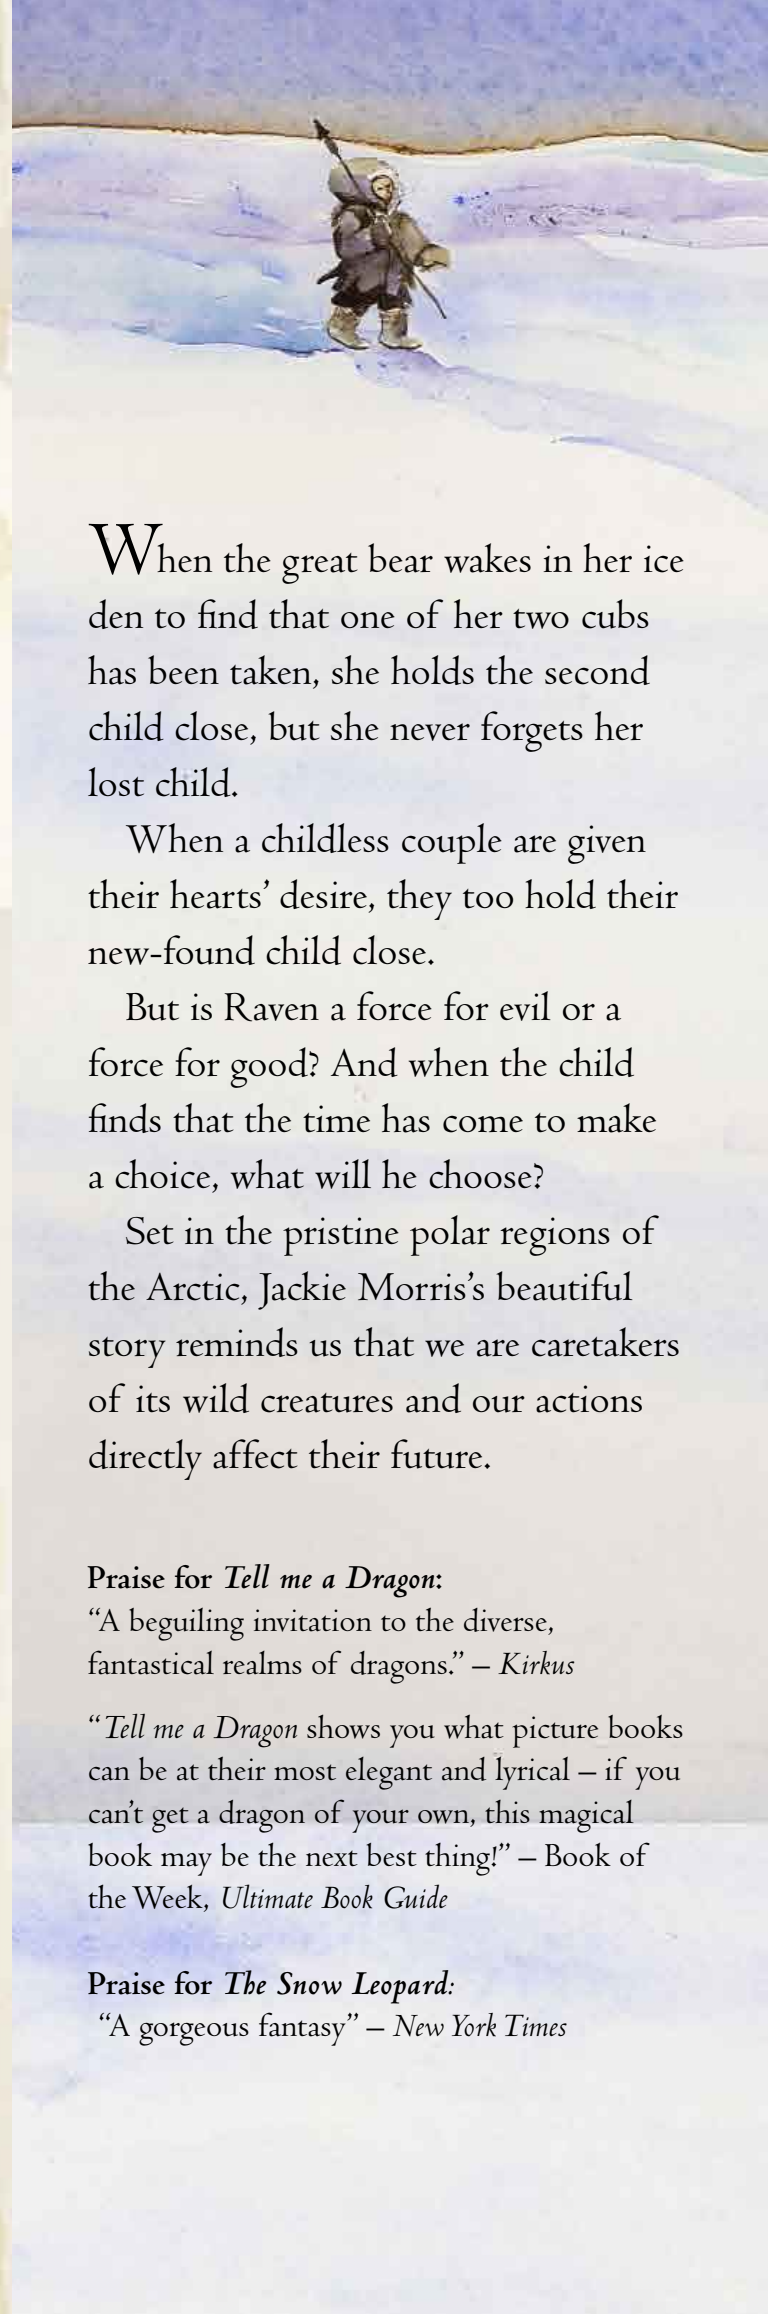 When the great bear wakes in her ice
den to find that one of her two cubs
has been taken, she holds the second
child close, but she never forgets her
lost child.
When a childless couple are given
their hearts’ desire, they too hold their
new-found child close.
But is Raven a force for evil or a
force for good? And when the child
finds that the time has come to make
a choice, what will he choose?
Set in the pristine polar regions of
the Arctic, Jackie Morris’s beautiful
story reminds us that we are caretakers
of its wild creatures and our actions
directly affect their future.
Praise for Tell me a Dragon:
“A beguiling invitation to the diverse,
fantastical realms of dragons.” – Kirkus
“Tell me a Dragon shows you what picture books
can be at their most elegant and lyrical – if you
can’t get a dragon of your own, this magical
book may be the next best thing!” – Book of
the Week, Ultimate Book Guide
Praise for The Snow Leopard:
“A gorgeous fantasy” – New York Times